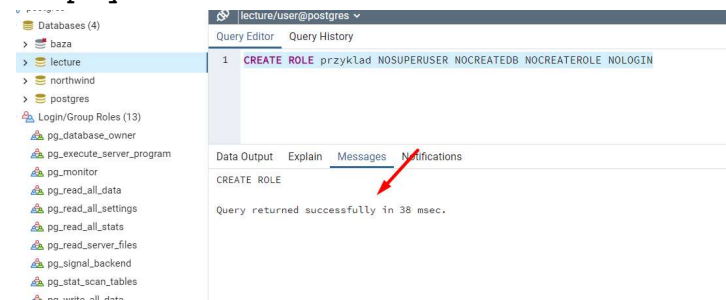 Databases (4)
baza
lecture
northwind
postgres
Login/Group Roles (13)
pg_database_owner
pg_execute_server_program
pg_monitor
pg_read_all_data
pg_read_all_settings
pg_read_all_stats
pg_read_server_files
pg_signal_backend
pg_stat_scan_tables
pg_write_all_data
lecture/user@postgres
Query Editor Query History
1 CREATE ROLE przyklad NOSUPERUSER NOCREATEDB NOCREATEROLE NOLOGIN
Data Output Explain Messages Notifications
CREATE ROLE
Query returned successfully in 38 msec.